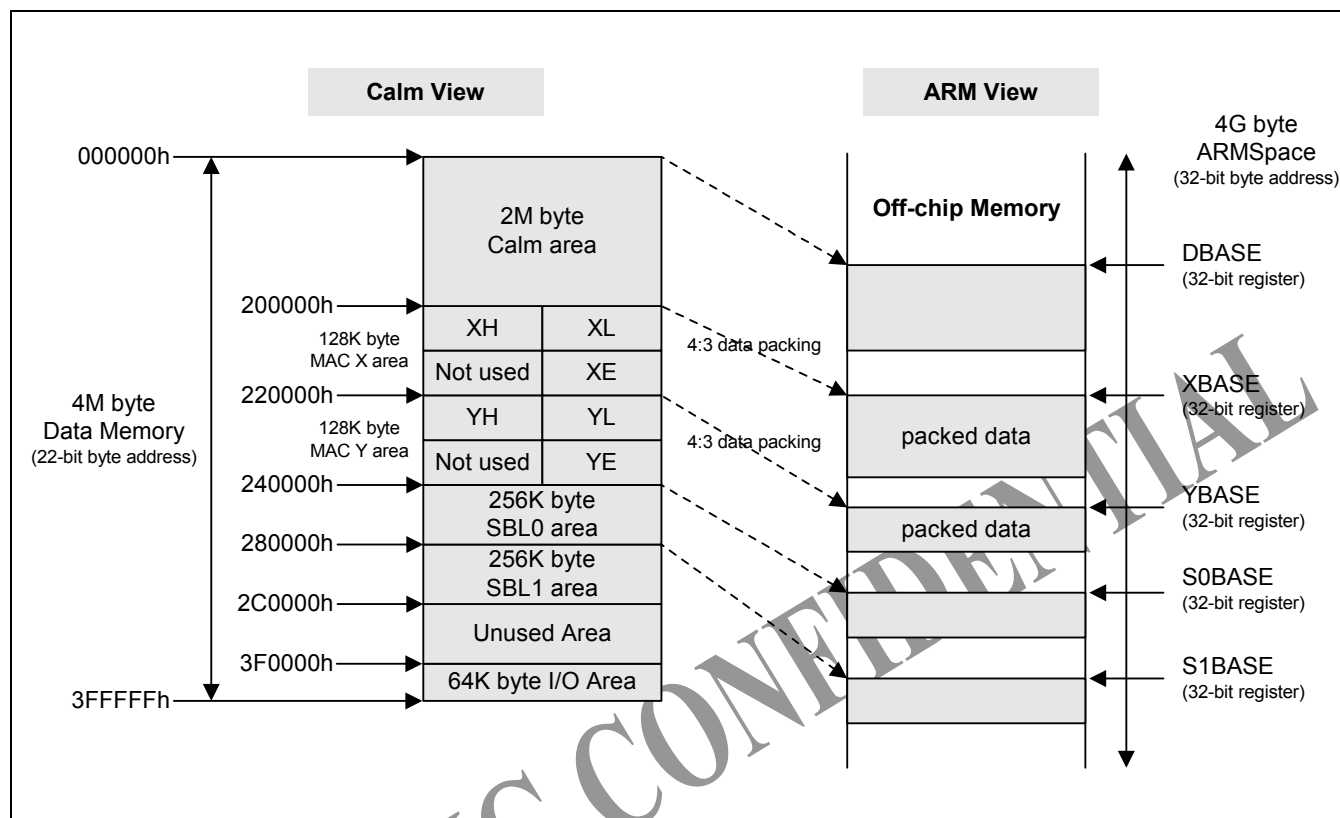 Calm View
ARM View
4G byte
ARMSpace
(32-bit byte address)
000000h
2M byte
Calm area
Off-chip Memory
DBASE
(32-bit register)
200000h
XH
XL
128K byte
MAC X area
4:3 data packing
Not used
XE
XBASE
(32-bit register)
220000h
4M byte
Data Memory
(22-bit byte address)
YH
YL
128K byte
MAC Y area
4:3 data packing
packed data
Not used
YE
240000h
YBASE
(32-bit register)
256K byte
SBL0 area
packed data
280000h
256K byte
SBL1 area
S0BASE
(32-bit register)
2C0000h
Unused Area
3F0000h
S1BASE
(32-bit register)
64K byte I/O Area
3FFFFFh
CONFIDENTIAL